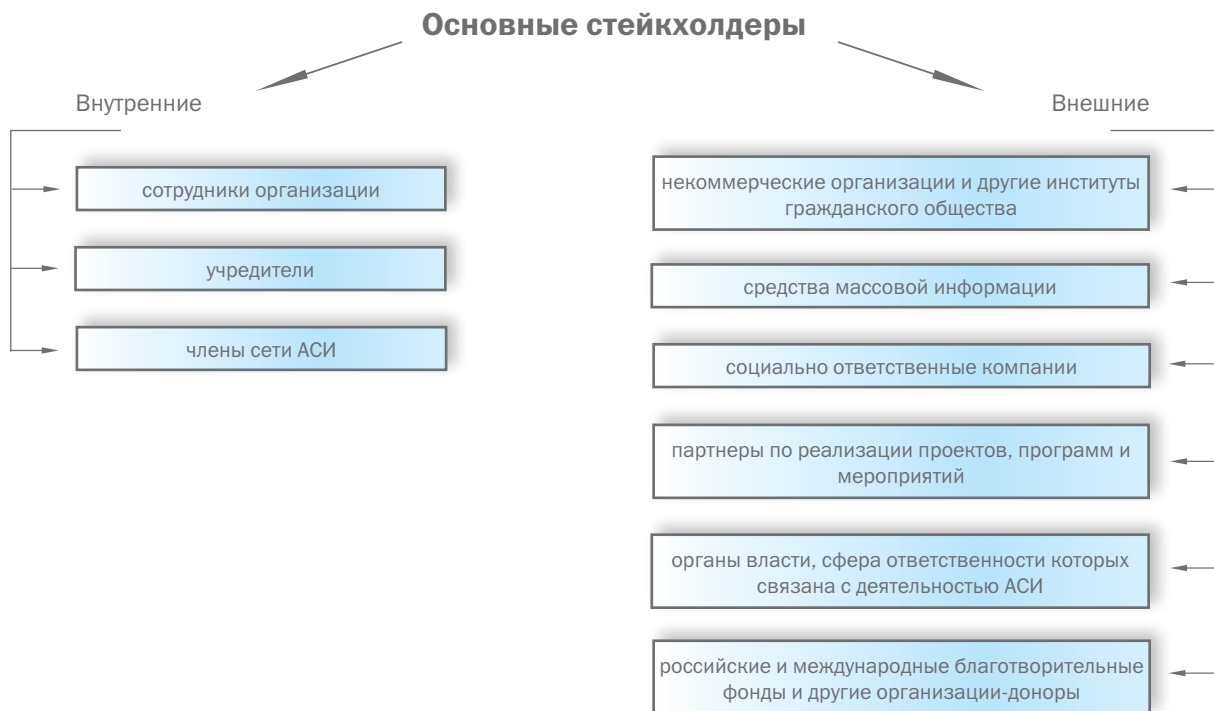 Основные стейкхолдеры
Внутренние
сотрудники организации
учредители
члены сети АСИ
Внешние
некоммерческие организации и другие институты
гражданского общества
средства массовой информации
социально ответственные компании
партнеры по реализации проектов, программ и
мероприятий
органы власти, сфера ответственности которых
связана с деятельностью АСИ
российские и международные благотворительные
фонды и другие организации-доноры